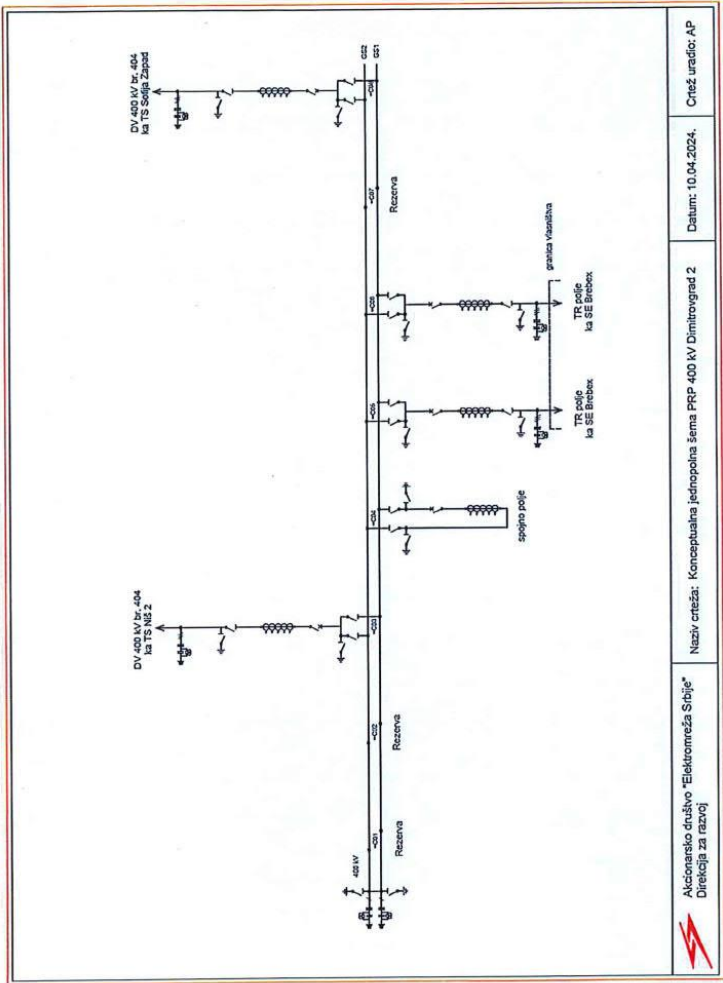 DV 400 kV br. 404
ka TS Niš 2
DV 400 kV br. 404
ka TS Sofija Zapad
400 kV
=C01
=C02
=C03
=C04
=C05
=C07
GS2
GS1
Rezerva
Rezerva
Rezerva
spojno polje
TR polje
ka SE Brebex
TR polje
ka SE Brebex
granica vlasništva
Akcionarsko društvo "Elektromreža Srbije"
Direkcija za razvoj
Naziv crteža: Konceptualna jednopolna šema PRP 400 kV Dimitrovgrad 2
Datum: 10.04.2024.
Crtež uradio: AP